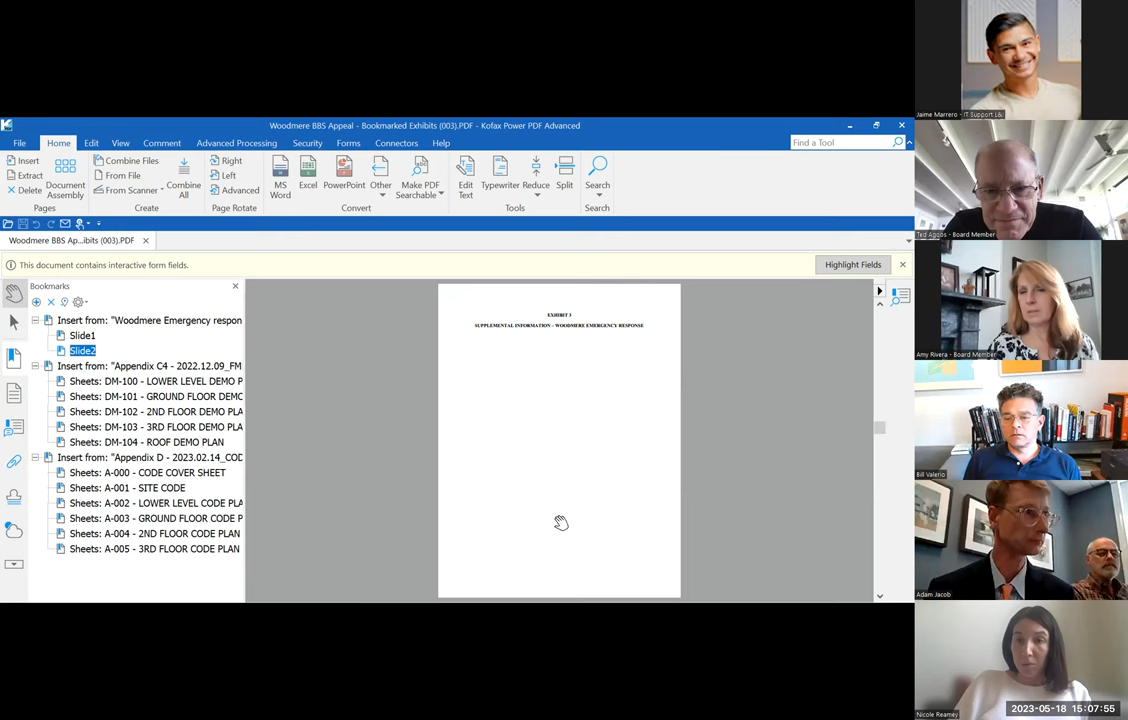 Woodmere BBS Appeal - Bookmarked Exhibits (003).PDF - Kofax Power PDF Advanced
File Home Edit View Comment Advanced Processing Security Forms Connectors Help Find a Tool
Insert
Extract
Delete
Document Assembly
Pages
Combine Files
From File
From Scanner
Combine All
Create
Right
Left
Advanced
Page Rotate
MS Word
Excel
PowerPoint
Other
Make PDF Searchable
Convert
Edit Text
Typewriter
Reduce
Split
Tools
Search
Search
Woodmere BBS Ap...ibits (003).PDF
This document contains interactive form fields. Highlight Fields
Bookmarks
Insert from: "Woodmere Emergency respon
Slide1
Slide2
Insert from: "Appendix C4 - 2022.12.09_FM
Sheets: DM-100 - LOWER LEVEL DEMO P
Sheets: DM-101 - GROUND FLOOR DEMO
Sheets: DM-102 - 2ND FLOOR DEMO PLA
Sheets: DM-103 - 3RD FLOOR DEMO PLA
Sheets: DM-104 - ROOF DEMO PLAN
Insert from: "Appendix D - 2023.02.14_COD
Sheets: A-000 - CODE COVER SHEET
Sheets: A-001 - SITE CODE
Sheets: A-002 - LOWER LEVEL CODE PLA
Sheets: A-003 - GROUND FLOOR CODE P
Sheets: A-004 - 2ND FLOOR CODE PLAN
Sheets: A-005 - 3RD FLOOR CODE PLAN
EXHIBIT 3
SUPPLEMENTAL INFORMATION - WOODMERE EMERGENCY RESPONSE
Jaime Marrero - IT Support L&I
Ted Agoos - Board Member
Amy Rivera - Board Member
Bill Valerio
Adam Jacob
Nicole Reamey
2023-05-18 15:07:55